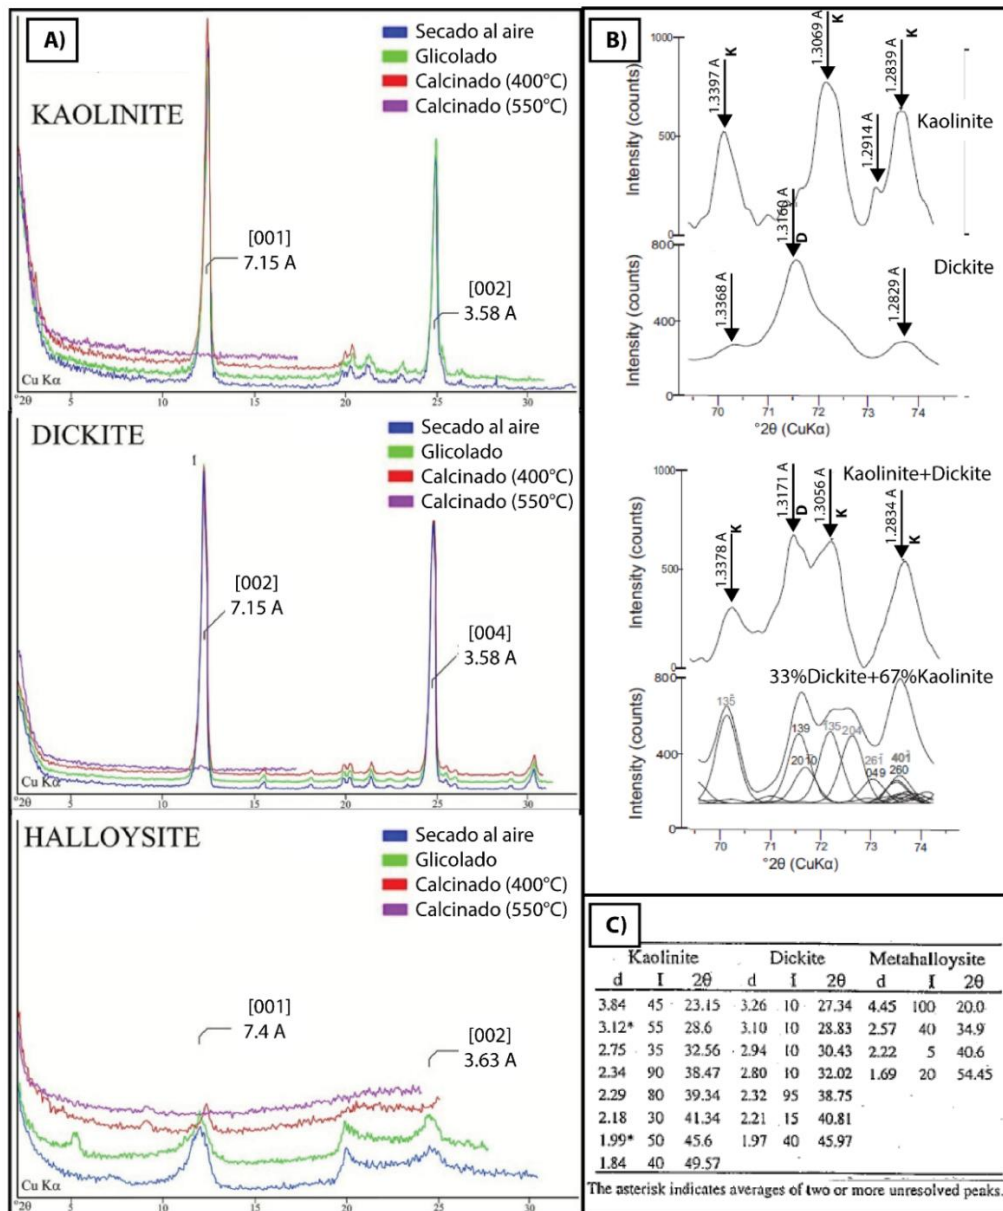 A)
KAOLINITE
Secado al aire
Glicolado
Calcinado (400°C)
Calcinado (550°C)
[001]
7.15 A
[002]
3.58 A
Cu Kα
°2θ 5 10 15 20 25 30
DICKITE
Secado al aire
Glicolado
Calcinado (400°C)
Calcinado (550°C)
[002]
7.15 A
[004]
3.58 A
Cu Kα
°2θ 5 10 15 20 25 30
HALLOYSITE
Secado al aire
Glicolado
Calcinado (400°C)
Calcinado (550°C)
[001]
7.4 A
[002]
3.63 A
Cu Kα
°2θ 5 10 15 20 25 30
B)
Intensity (counts)
1000
500
0
1.3397 A K
1.3069 A K
1.2914 A
1.2839 A K
Kaolinite
Intensity (counts)
800
400
0
1.3368 A
1.3160 A D
1.2829 A
Dickite
70 71 72 73 74
°2θ (CuKα)
Intensity (counts)
1000
500
0
1.3378 A K
1.3171 A D
1.3056 A K
1.2834 A K
Kaolinite+Dickite
33%Dickite+67%Kaolinite
Intensity (counts)
800
400
0
139
135
204
049
260
70 71 72 73 74
°2θ (CuKα)
C)
Kaolinite Dickite Metahalloysite
d I 2θ d I 2θ d I 2θ
3.84 45 23.15 3.26 10 27.34 4.45 100 20.0
3.12* 55 28.6 3.10 10 28.83 2.57 40 34.9
2.75 35 32.56 2.94 10 30.43 2.22 5 40.6
2.34 90 38.47 2.80 10 32.02 1.69 20 54.45
2.29 80 39.34 2.32 95 38.75
2.18 30 41.34 2.21 15 40.81
1.99* 50 45.6 1.97 40 45.97
1.84 40 49.57
The asterisk indicates averages of two or more unresolved peaks.